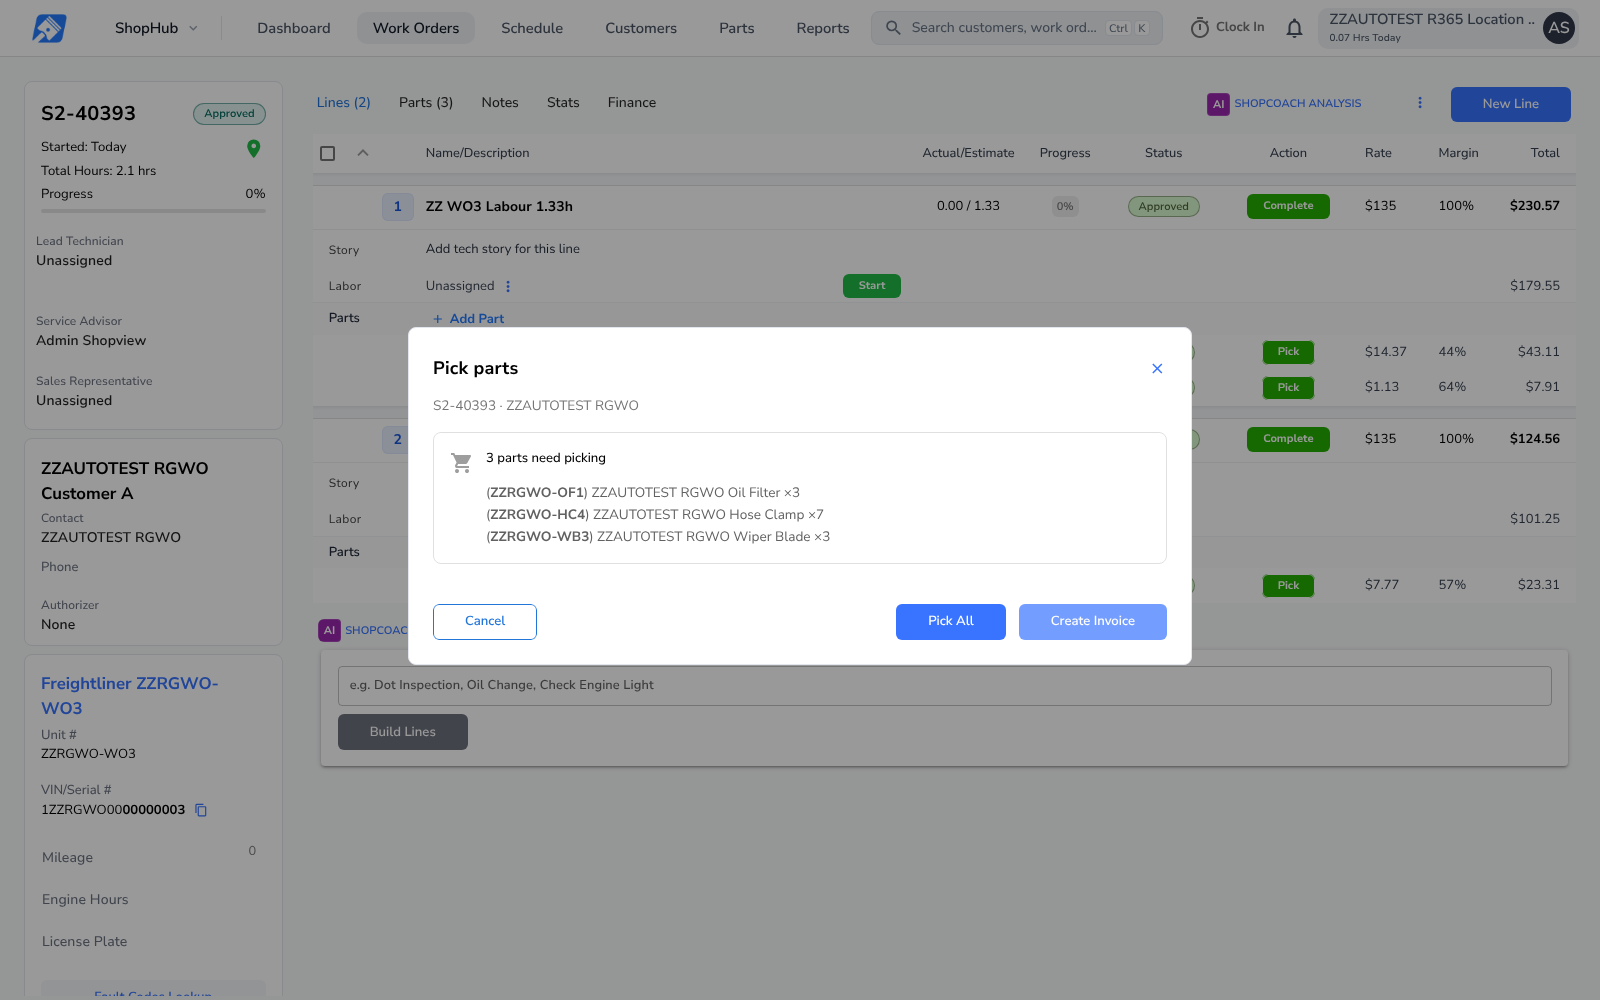 ShopHub
Dashboard
Work Orders
Schedule
Customers
Parts
Reports
Search customers, work ord...
Ctrl
K
Clock In
ZZAUTOTEST R365 Location ..
0.07 Hrs Today
AS
S2-40393
Approved
Started: Today
Total Hours: 2.1 hrs
Progress
0%
Lead Technician
Unassigned
Service Advisor
Admin Shopview
Sales Representative
Unassigned
ZZAUTOTEST RGWO
Customer A
Contact
ZZAUTOTEST RGWO
Phone
Authorizer
None
Freightliner ZZRGWO-
WO3
Unit #
ZZRGWO-WO3
VIN/Serial #
1ZZRGWO0000000003
Mileage
0
Engine Hours
License Plate
Fault Codes Lookup
Lines (2)
Parts (3)
Notes
Stats
Finance
AI
SHOPCOACH ANALYSIS
New Line
Name/Description
Actual/Estimate
Progress
Status
Action
Rate
Margin
Total
1
ZZ WO3 Labour 1.33h
0.00 / 1.33
0%
Approved
Complete
$135
100%
$230.57
Story
Add tech story for this line
Labor
Unassigned
Start
$179.55
Parts
+ Add Part
Pick
$14.37
44%
$43.11
Pick
$1.13
64%
$7.91
2
Complete
$135
100%
$124.56
Story
Labor
$101.25
Parts
Pick
$7.77
57%
$23.31
AI
SHOPCOAC
e.g. Dot Inspection, Oil Change, Check Engine Light
Build Lines
Pick parts
S2-40393 · ZZAUTOTEST RGWO
3 parts need picking
(ZZRGWO-OF1) ZZAUTOTEST RGWO Oil Filter ×3
(ZZRGWO-HC4) ZZAUTOTEST RGWO Hose Clamp ×7
(ZZRGWO-WB3) ZZAUTOTEST RGWO Wiper Blade ×3
Cancel
Pick All
Create Invoice